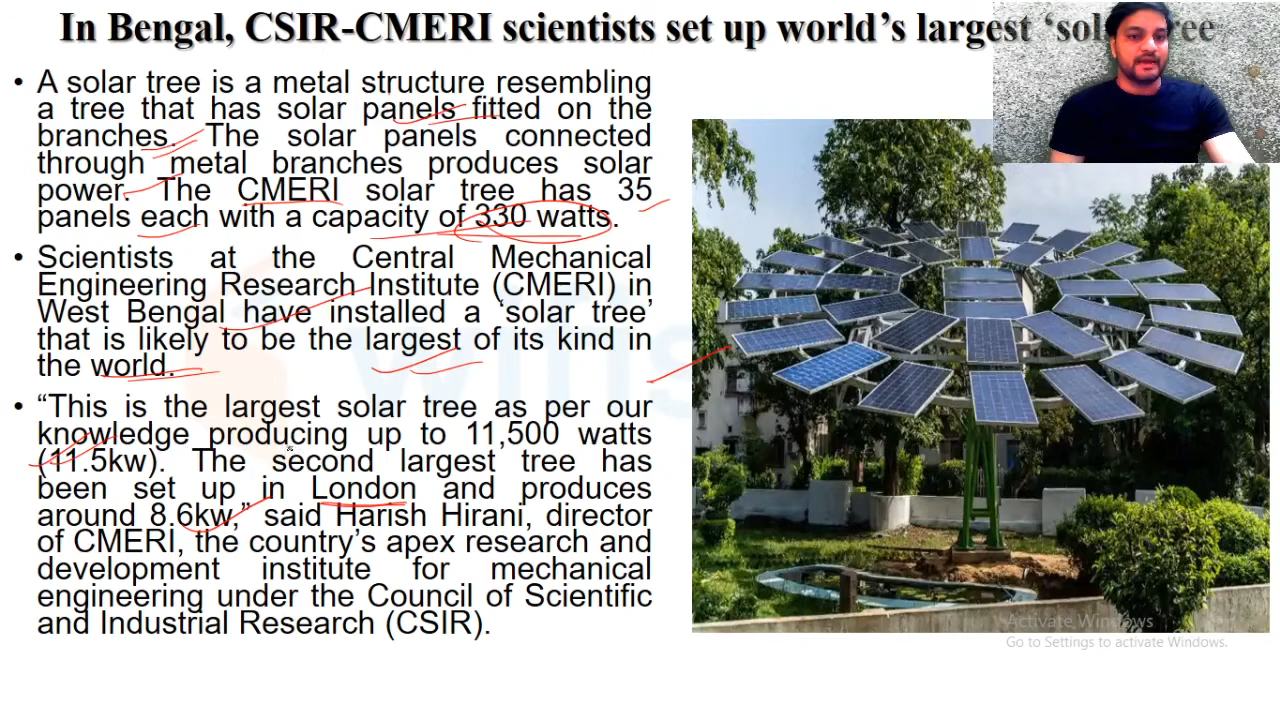 In Bengal, CSIR-CMERI scientists set up world’s largest ‘solar tree
• A solar tree is a metal structure resembling
a tree that has solar panels fitted on the
branches. The solar panels connected
through metal branches produces solar
power. The CMERI solar tree has 35
panels each with a capacity of 330 watts.
• Scientists at the Central Mechanical
Engineering Research Institute (CMERI) in
West Bengal have installed a ‘solar tree’
that is likely to be the largest of its kind in
the world.
• “This is the largest solar tree as per our
knowledge producing up to 11,500 watts
(11.5kw). The second largest tree has
been set up in London and produces
around 8.6kw,” said Harish Hirani, director
of CMERI, the country’s apex research and
development institute for mechanical
engineering under the Council of Scientific
and Industrial Research (CSIR).
Activate Windows
Go to Settings to activate Windows.